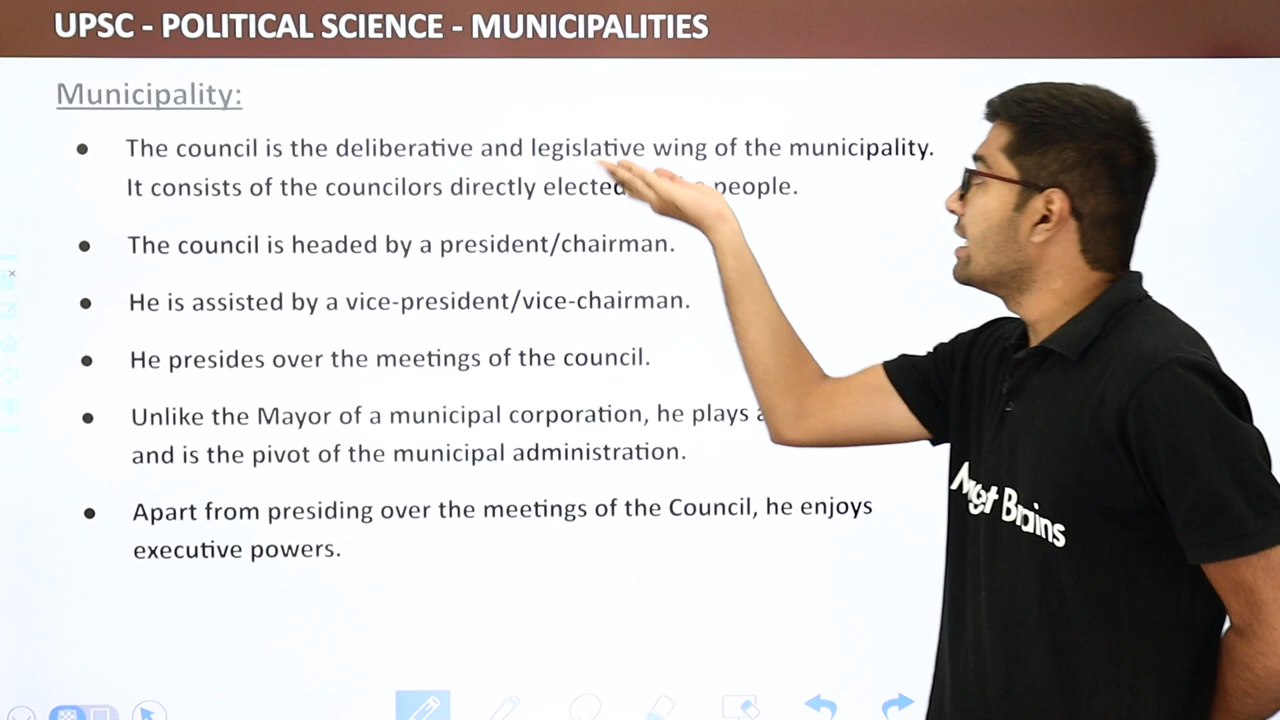 UPSC - POLITICAL SCIENCE - MUNICIPALITIES
Municipality:
● The council is the deliberative and legislative wing of the municipality.
It consists of the councilors directly elected people.
● The council is headed by a president/chairman.
● He is assisted by a vice-president/vice-chairman.
● He presides over the meetings of the council.
● Unlike the Mayor of a municipal corporation, he plays
and is the pivot of the municipal administration.
● Apart from presiding over the meetings of the Council, he enjoys
executive powers.
Brains